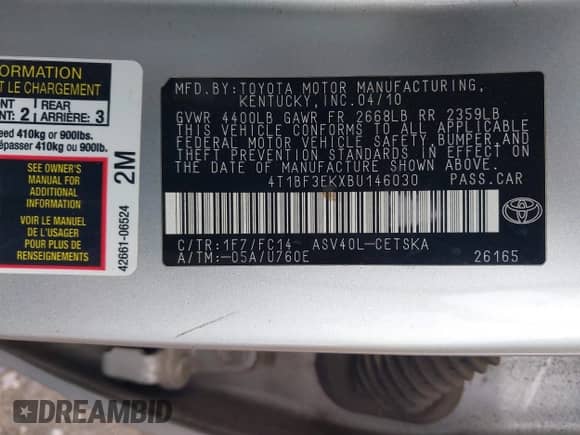 ORMATION
T LE CHARGEMENT
NT REAR
NT: 2 ARRIÈRE 3
eed 410kg or 900lbs.
épasser 410kg ou 900lb.
SEE OWNER'S
MANUAL FOR
ADDITIONAL
INFORMATION
VOIR LE MANUEL
DE L'USAGER
POUR PLUS DE
RENSEIGNEMENTS
2M
42661-06524
MFD.BY:TOYOTA MOTOR MANUFACTURING,
KENTUCKY,INC.04/10
GVWR 4400LB GAWR FR 2668LB RR 2359LB
THIS VEHICLE CONFORMS TO ALL APPLICABLE
FEDERAL MOTOR VEHICLE SAFETY,BUMPER,AND
THEFT PREVENTION STANDARDS IN EFFECT ON
THE DATE OF MANUFACTURE SHOWN ABOVE.
4T1BF3EKXBU146030 PASS.CAR
C/TR:1F7/FC14 ASV40L-CETSKA
A/TM:-05A/U760E 26165
TOYOTA
DREAMBID